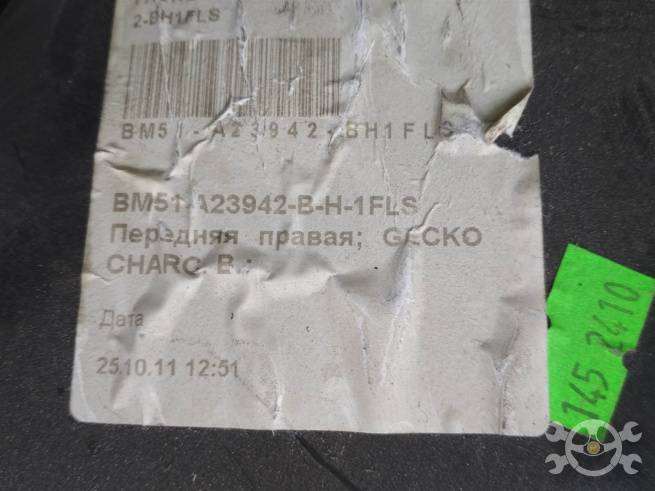 2-BH1FLS
BM51-A23942-BH1FLS
BM51-A23942-B-H-1FLS
Передняя правая; GECKO
CHARC. B.;
Дата
25.10.11 12:51
145 2410